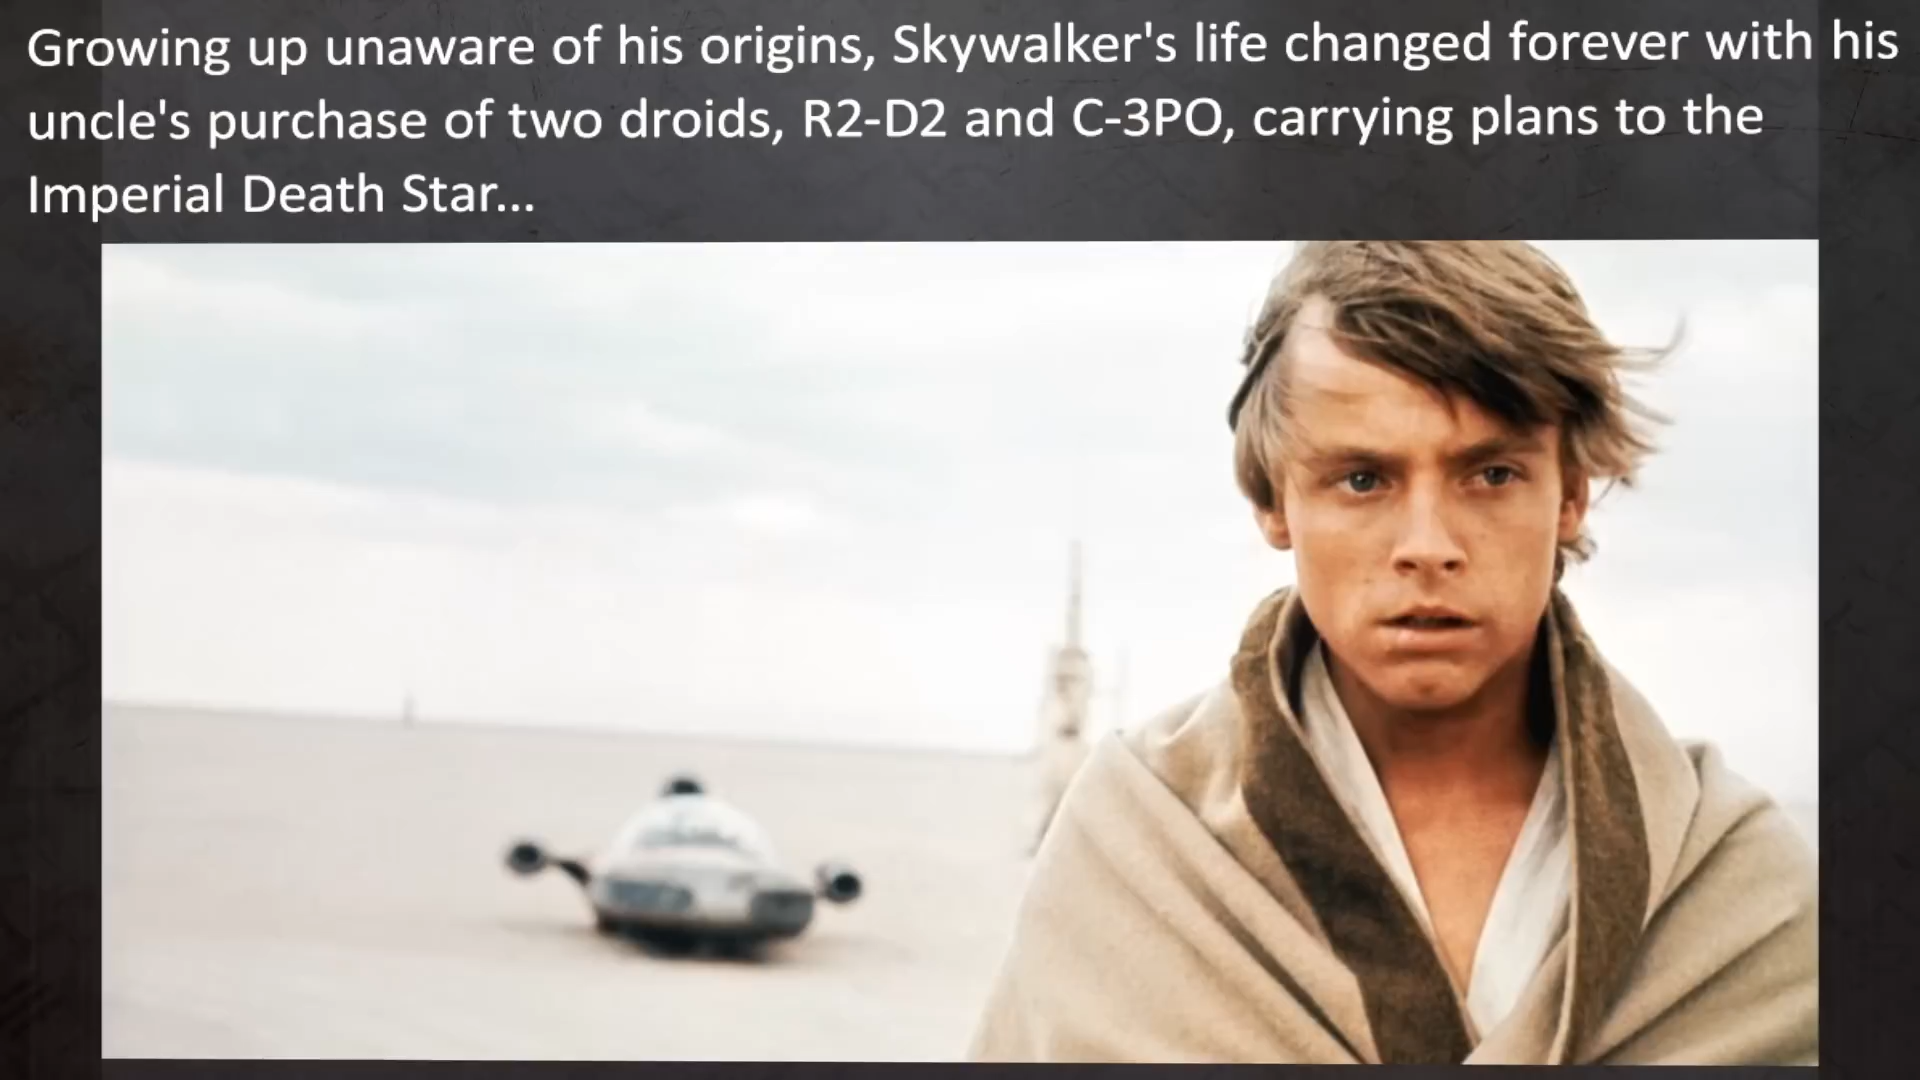 Growing up unaware of his origins, Skywalker's life changed forever with his
uncle's purchase of two droids, R2-D2 and C-3PO, carrying plans to the
Imperial Death Star...